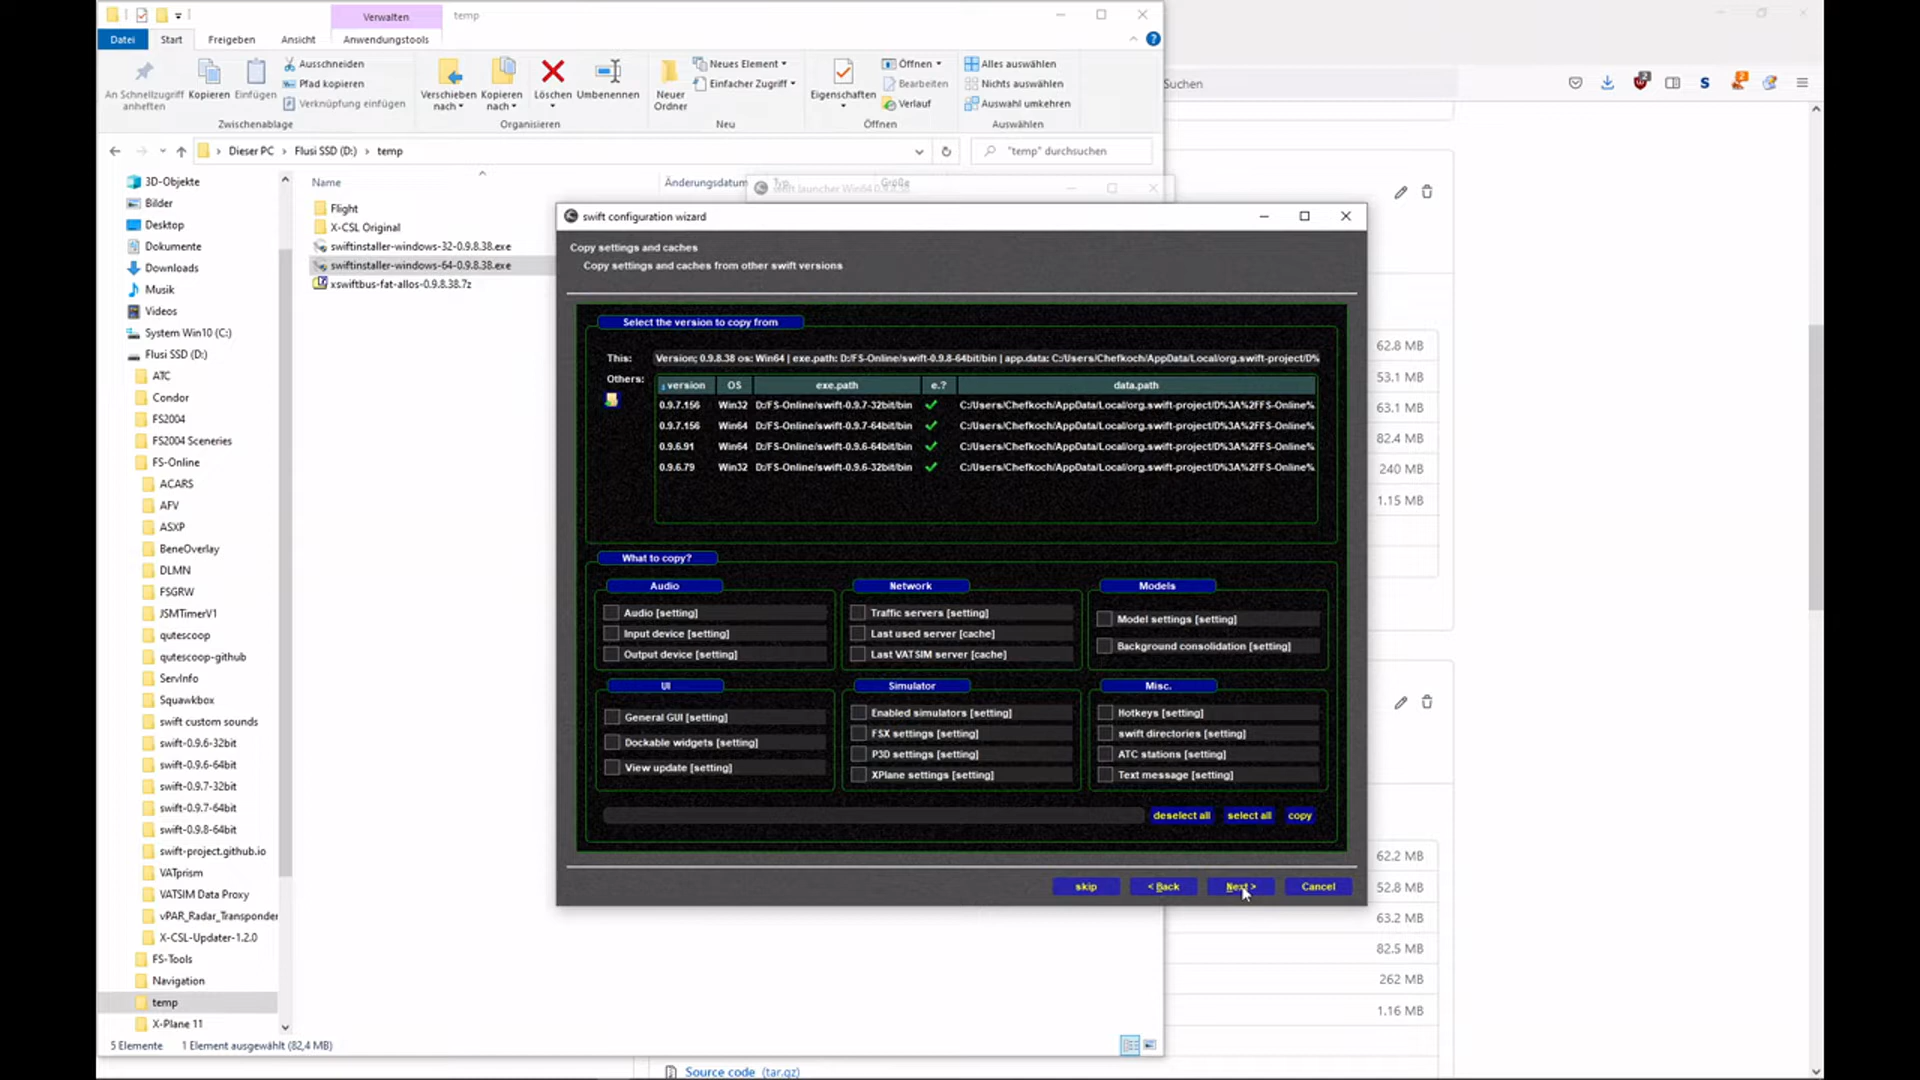 Verwalten
temp
Datei
Start
Freigeben
Ansicht
Anwendungstools
An Schnellzugriff anheften
Kopieren
Einfügen
Ausschneiden
Pfad kopieren
Verknüpfung einfügen
Zwischenablage
Verschieben nach
Kopieren nach
Löschen
Umbenennen
Organisieren
Neuer Ordner
Neues Element
Einfacher Zugriff
Neu
Eigenschaften
Öffnen
Bearbeiten
Verlauf
Öffnen
Alles auswählen
Nichts auswählen
Auswahl umkehren
Auswählen
Suchen
Dieser PC > Flusi SSD (D:) > temp
"temp" durchsuchen
3D-Objekte
Bilder
Desktop
Dokumente
Downloads
Musik
Videos
System Win10 (C:)
Flusi SSD (D:)
ATC
Condor
FS2004
FS2004 Sceneries
FS-Online
ACARS
AFV
ASXP
BeneOverlay
DLMN
FSGRW
JSMTimerV1
qutescoop
qutescoop-github
ServInfo
Squawkbox
swift custom sounds
swift-0.9.6-32bit
swift-0.9.6-64bit
swift-0.9.7-32bit
swift-0.9.7-64bit
swift-0.9.8-64bit
swift-project.github.io
VATprism
VATSIM Data Proxy
vPAR_Radar_Transponder
X-CSL-Updater-1.2.0
FS-Tools
Navigation
temp
X-Plane 11
5 Elemente
1 Element ausgewählt (82,4 MB)
Name
Änderungsdatum
Typ
Größe
Flight
X-CSL Original
swiftinstaller-windows-32-0.9.8.38.exe
swiftinstaller-windows-64-0.9.8.38.exe
xswiftbus-fat-allos-0.9.8.38.7z
swift configuration wizard
Copy settings and caches
Copy settings and caches from other swift versions
Select the version to copy from
This:
Version; 0.9.8.38 os: Win64 | exe.path: D:/FS-Online/swift-0.9.8-64bit/bin | app.data: C:/Users/Chefkoch/AppData/Local/org.swift-project/D%
Others:
version OS exe.path e.? data.path
0.9.7.156 Win32 D:/FS-Online/swift-0.9.7-32bit/bin C:/Users/Chefkoch/AppData/Local/org.swift-project/D%3A%2FFS-Online%
0.9.7.156 Win64 D:/FS-Online/swift-0.9.7-64bit/bin C:/Users/Chefkoch/AppData/Local/org.swift-project/D%3A%2FFS-Online%
0.9.6.91 Win64 D:/FS-Online/swift-0.9.6-64bit/bin C:/Users/Chefkoch/AppData/Local/org.swift-project/D%3A%2FFS-Online%
0.9.6.79 Win32 D:/FS-Online/swift-0.9.6-32bit/bin C:/Users/Chefkoch/AppData/Local/org.swift-project/D%3A%2FFS-Online%
What to copy?
Audio
Audio [setting]
Input device [setting]
Output device [setting]
Network
Traffic servers [setting]
Last used server [cache]
Last VATSIM server [cache]
Models
Model settings [setting]
Background consolidation [setting]
UI
General GUI [setting]
Dockable widgets [setting]
View update [setting]
Simulator
Enabled simulators [setting]
FSX settings [setting]
P3D settings [setting]
XPlane settings [setting]
Misc.
Hotkeys [setting]
swift directories [setting]
ATC stations [setting]
Text message [setting]
deselect all
select all
copy
skip
< Back
Next >
Cancel
62.8 MB
53.1 MB
63.1 MB
82.4 MB
240 MB
1.15 MB
62.2 MB
52.8 MB
63.2 MB
82.5 MB
262 MB
1.16 MB
Source code (tar.gz)